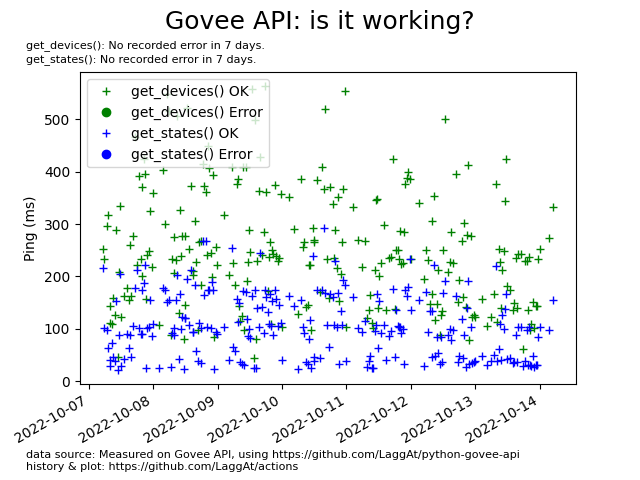 Govee API: is it working?
get_devices(): No recorded error in 7 days.
get_states(): No recorded error in 7 days.
get_devices() OK
get_devices() Error
get_states() OK
get_states() Error
Ping (ms)
500
400
300
200
100
0
2022-10-07
2022-10-08
2022-10-09
2022-10-10
2022-10-11
2022-10-12
2022-10-13
2022-10-14
data source: Measured on Govee API, using https://github.com/LaggAt/python-govee-api
history & plot: https://github.com/LaggAt/actions